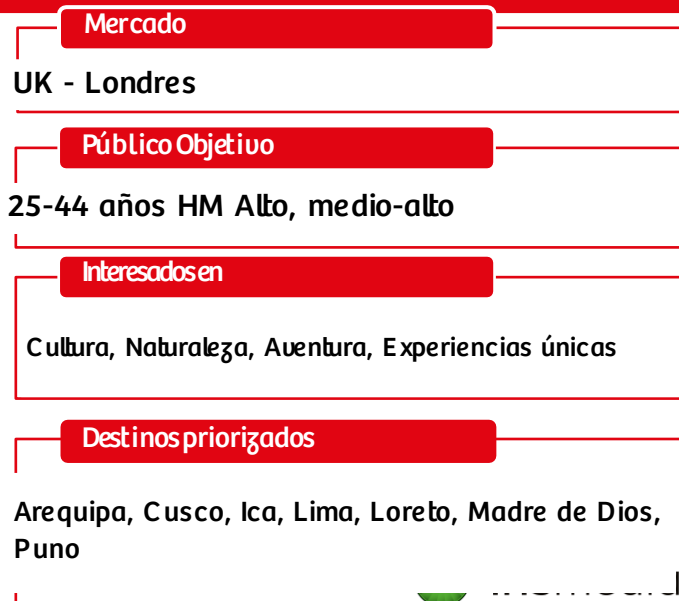 Mercado
UK - Londres
Público Objetivo
25-44 años HM Alto, medio-alto
Interesados en
Cultura, Naturaleza, Aventura, Experiencias únicas
Destinos priorizados
Arequipa, Cusco, Ica, Lima, Loreto, Madre de Dios,
Puno